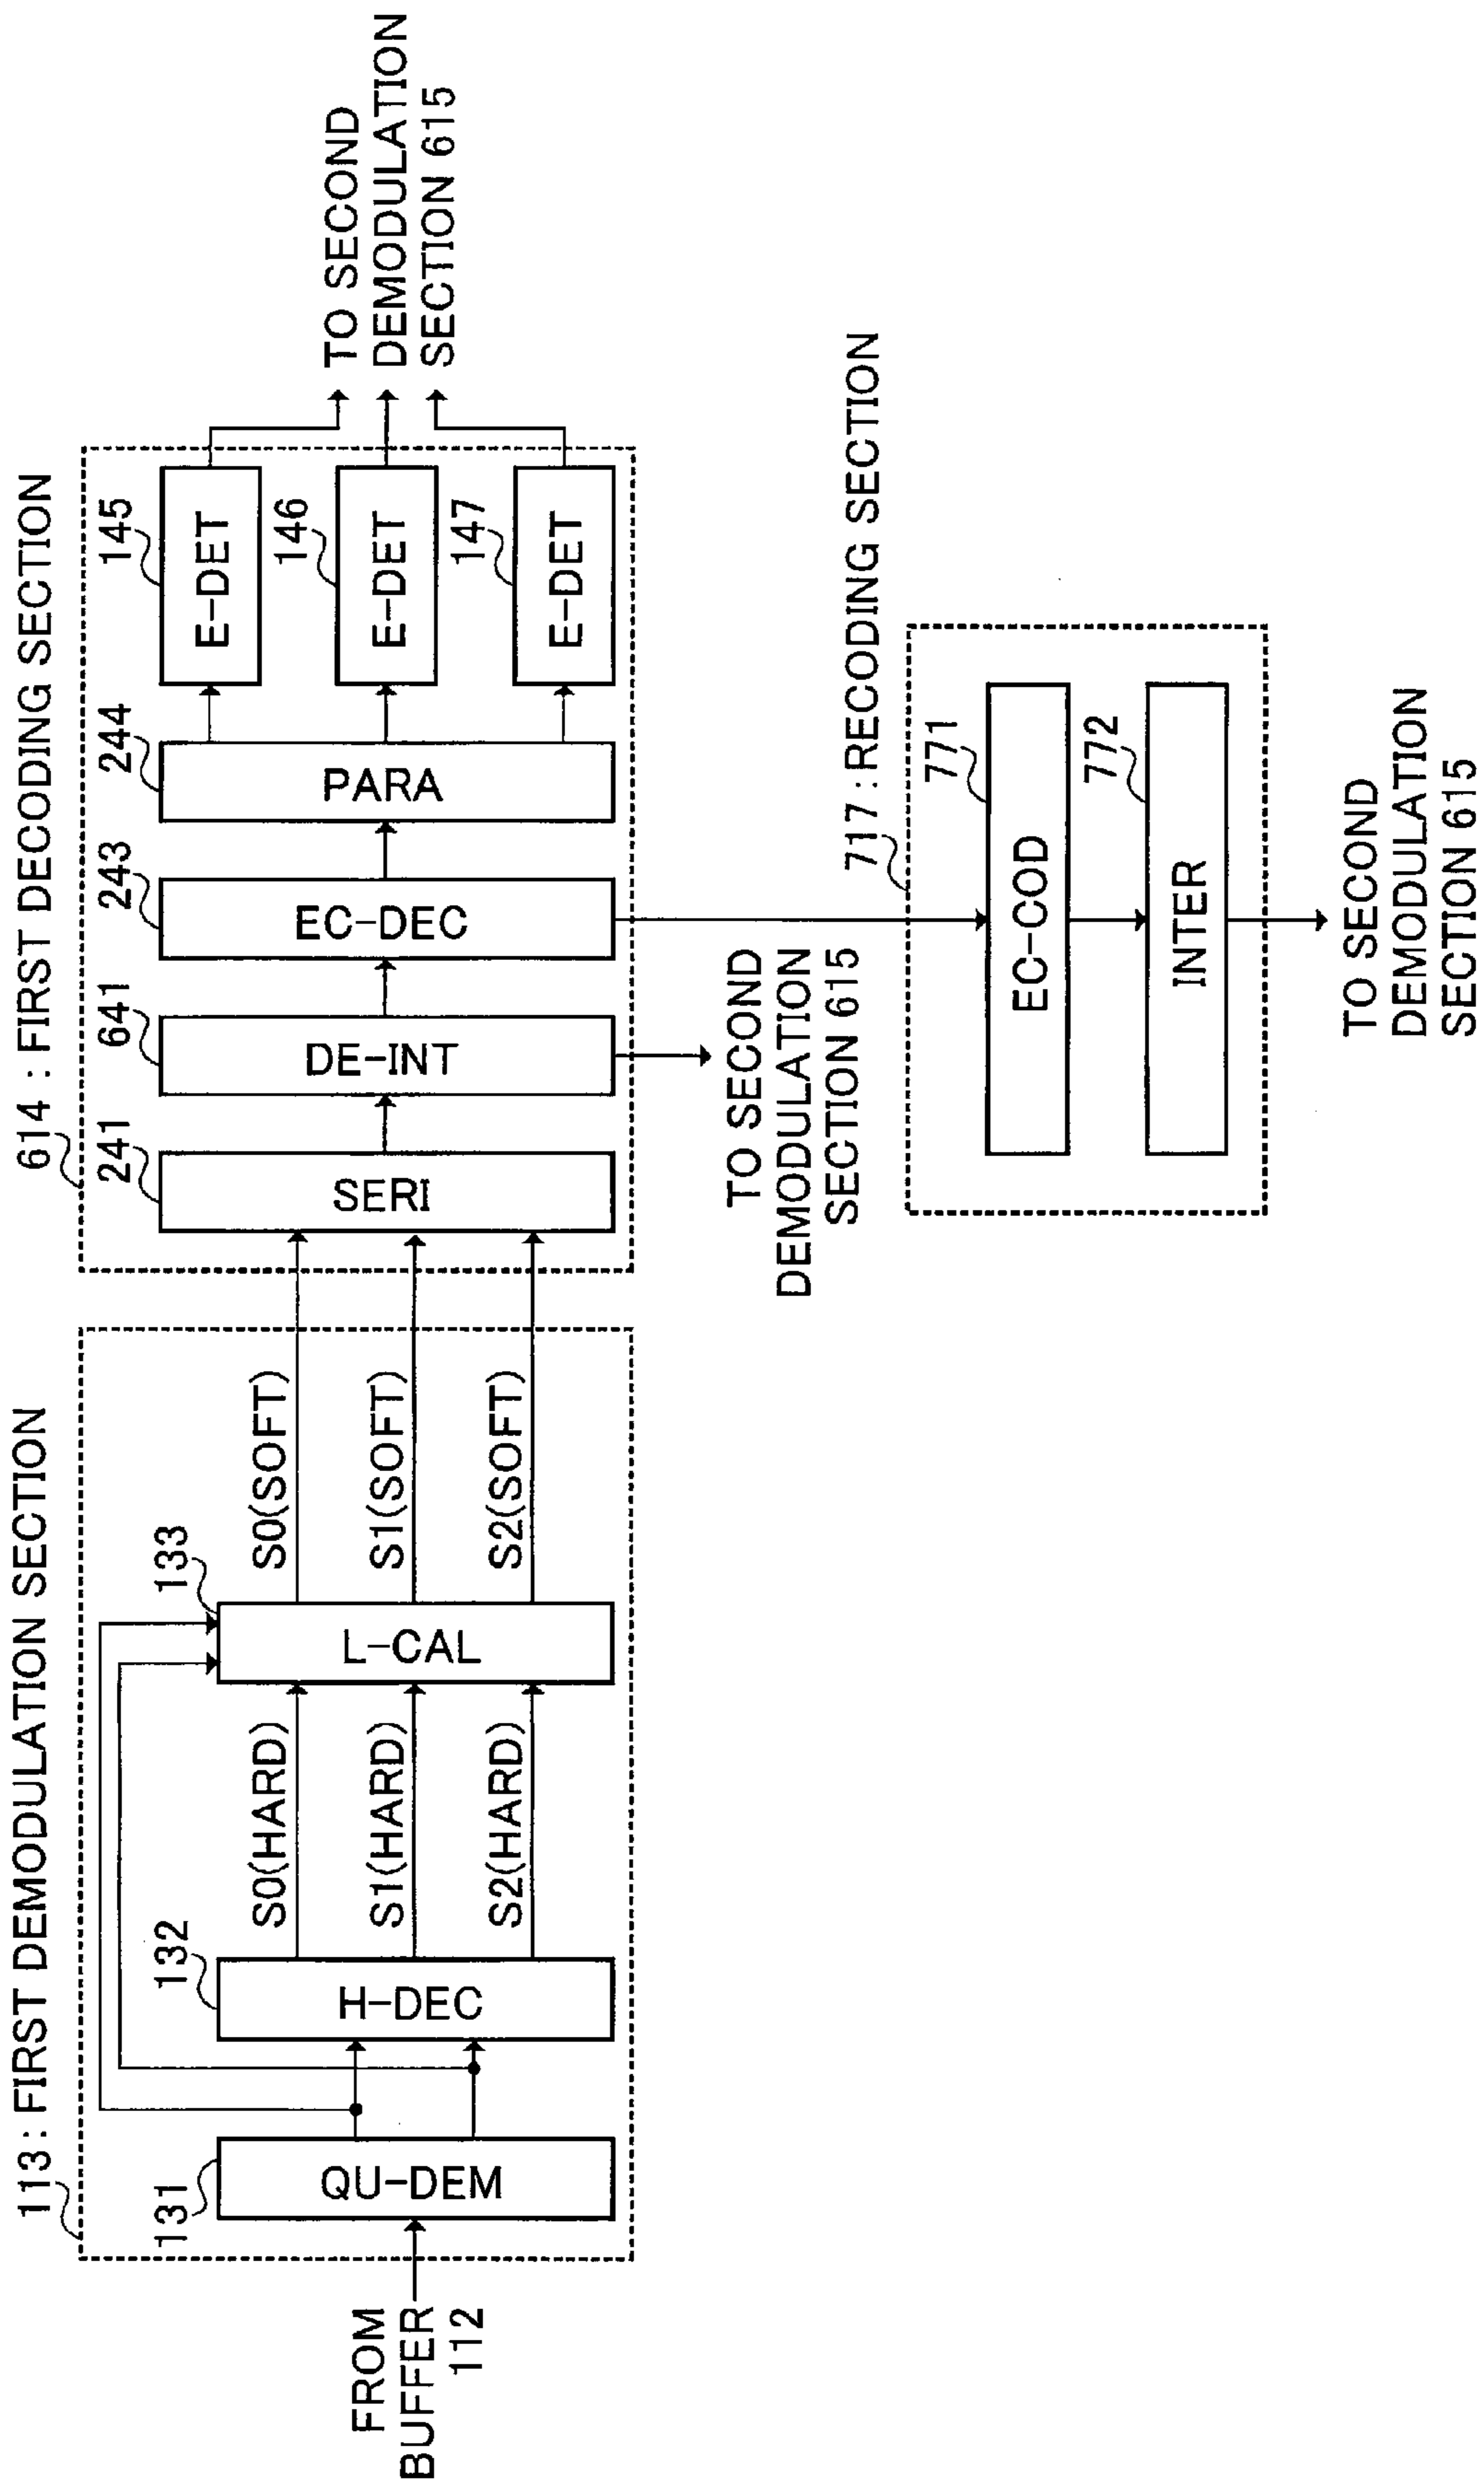 113 : FIRST DEMODULATION SECTION
FROM
BUFFER
112
131
QU-DEM
132
H-DEC
S0(HARD)
S1(HARD)
S2(HARD)
133
L-CAL
S0(SOFT)
S1(SOFT)
S2(SOFT)
614 : FIRST DECODING SECTION
241
SERI
641
DE-INT
243
EC-DEC
244
PARA
145
E-DET
146
E-DET
147
E-DET
TO SECOND
DEMODULATION
SECTION 615
TO SECOND
DEMODULATION
SECTION 615
717 : RECODING SECTION
771
EC-COD
772
INTER
TO SECOND
DEMODULATION
SECTION 615